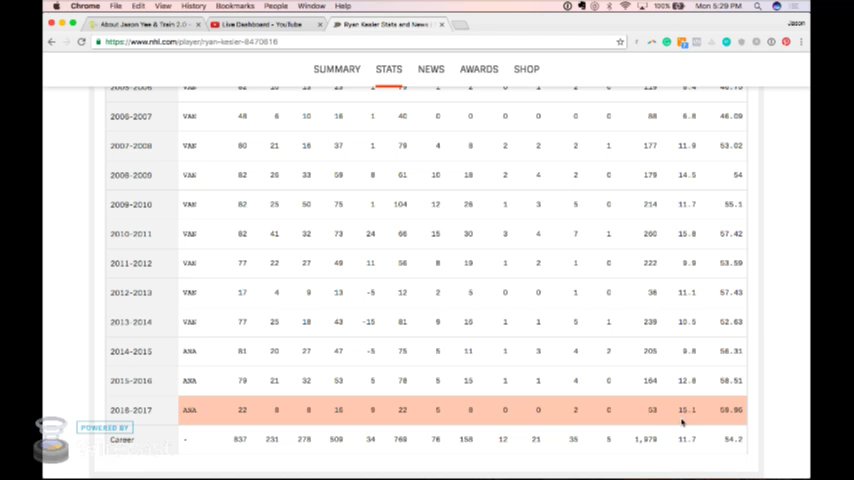 Chrome File Edit View History Bookmarks People Window Help 100% Mon 5:29 PM
About Jason Yee & Train 2.0 - Live Dashboard - YouTube Ryan Kesler Stats and News | Jason
https://www.nhl.com/player/ryan-kesler-8470616
SUMMARY STATS NEWS AWARDS SHOP
2006-2007 VAN 48 6 10 16 1 40 0 0 0 0 0 0 88 6.8 46.09
2007-2008 VAN 80 21 16 37 1 79 4 8 2 2 2 1 177 11.9 53.02
2008-2009 VAN 82 26 33 59 8 61 10 18 2 4 2 0 179 14.5 54
2009-2010 VAN 82 25 50 75 1 104 12 26 1 3 5 0 214 11.7 55.1
2010-2011 VAN 82 41 32 73 24 66 15 30 3 4 7 1 260 15.8 57.42
2011-2012 VAN 77 22 27 49 11 56 8 19 1 2 1 0 222 9.9 53.59
2012-2013 VAN 17 4 9 13 -5 12 2 5 0 0 1 0 36 11.1 57.43
2013-2014 VAN 77 25 18 43 -15 81 9 15 1 1 5 1 239 10.5 52.63
2014-2015 ANA 81 20 27 47 -5 75 5 11 1 3 4 2 205 9.8 56.31
2015-2016 ANA 79 21 32 53 5 78 5 15 1 1 4 0 164 12.8 58.51
2016-2017 ANA 22 8 8 16 9 22 5 8 0 0 2 0 53 15.1 59.95
Career - 837 231 278 509 34 769 76 158 12 21 35 5 1,979 11.7 54.2
POWERED BY